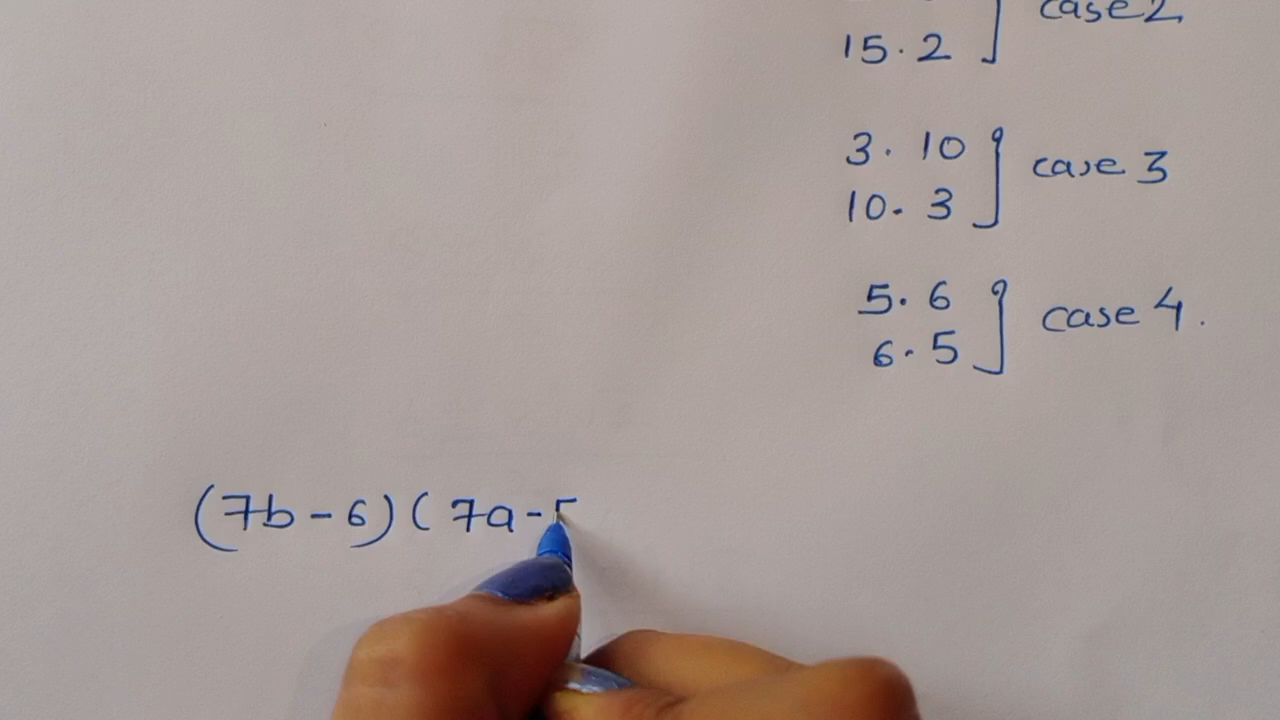 case 2
15.2
3. 10
10. 3
case 3
5. 6
6. 5
case 4.
(7b-6)(7a-5